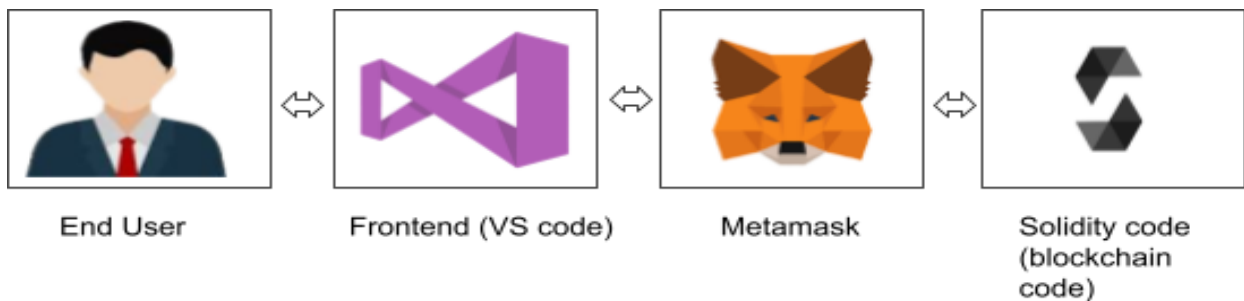 End User
Frontend (VS code)
Metamask
Solidity code
(blockchain
code)